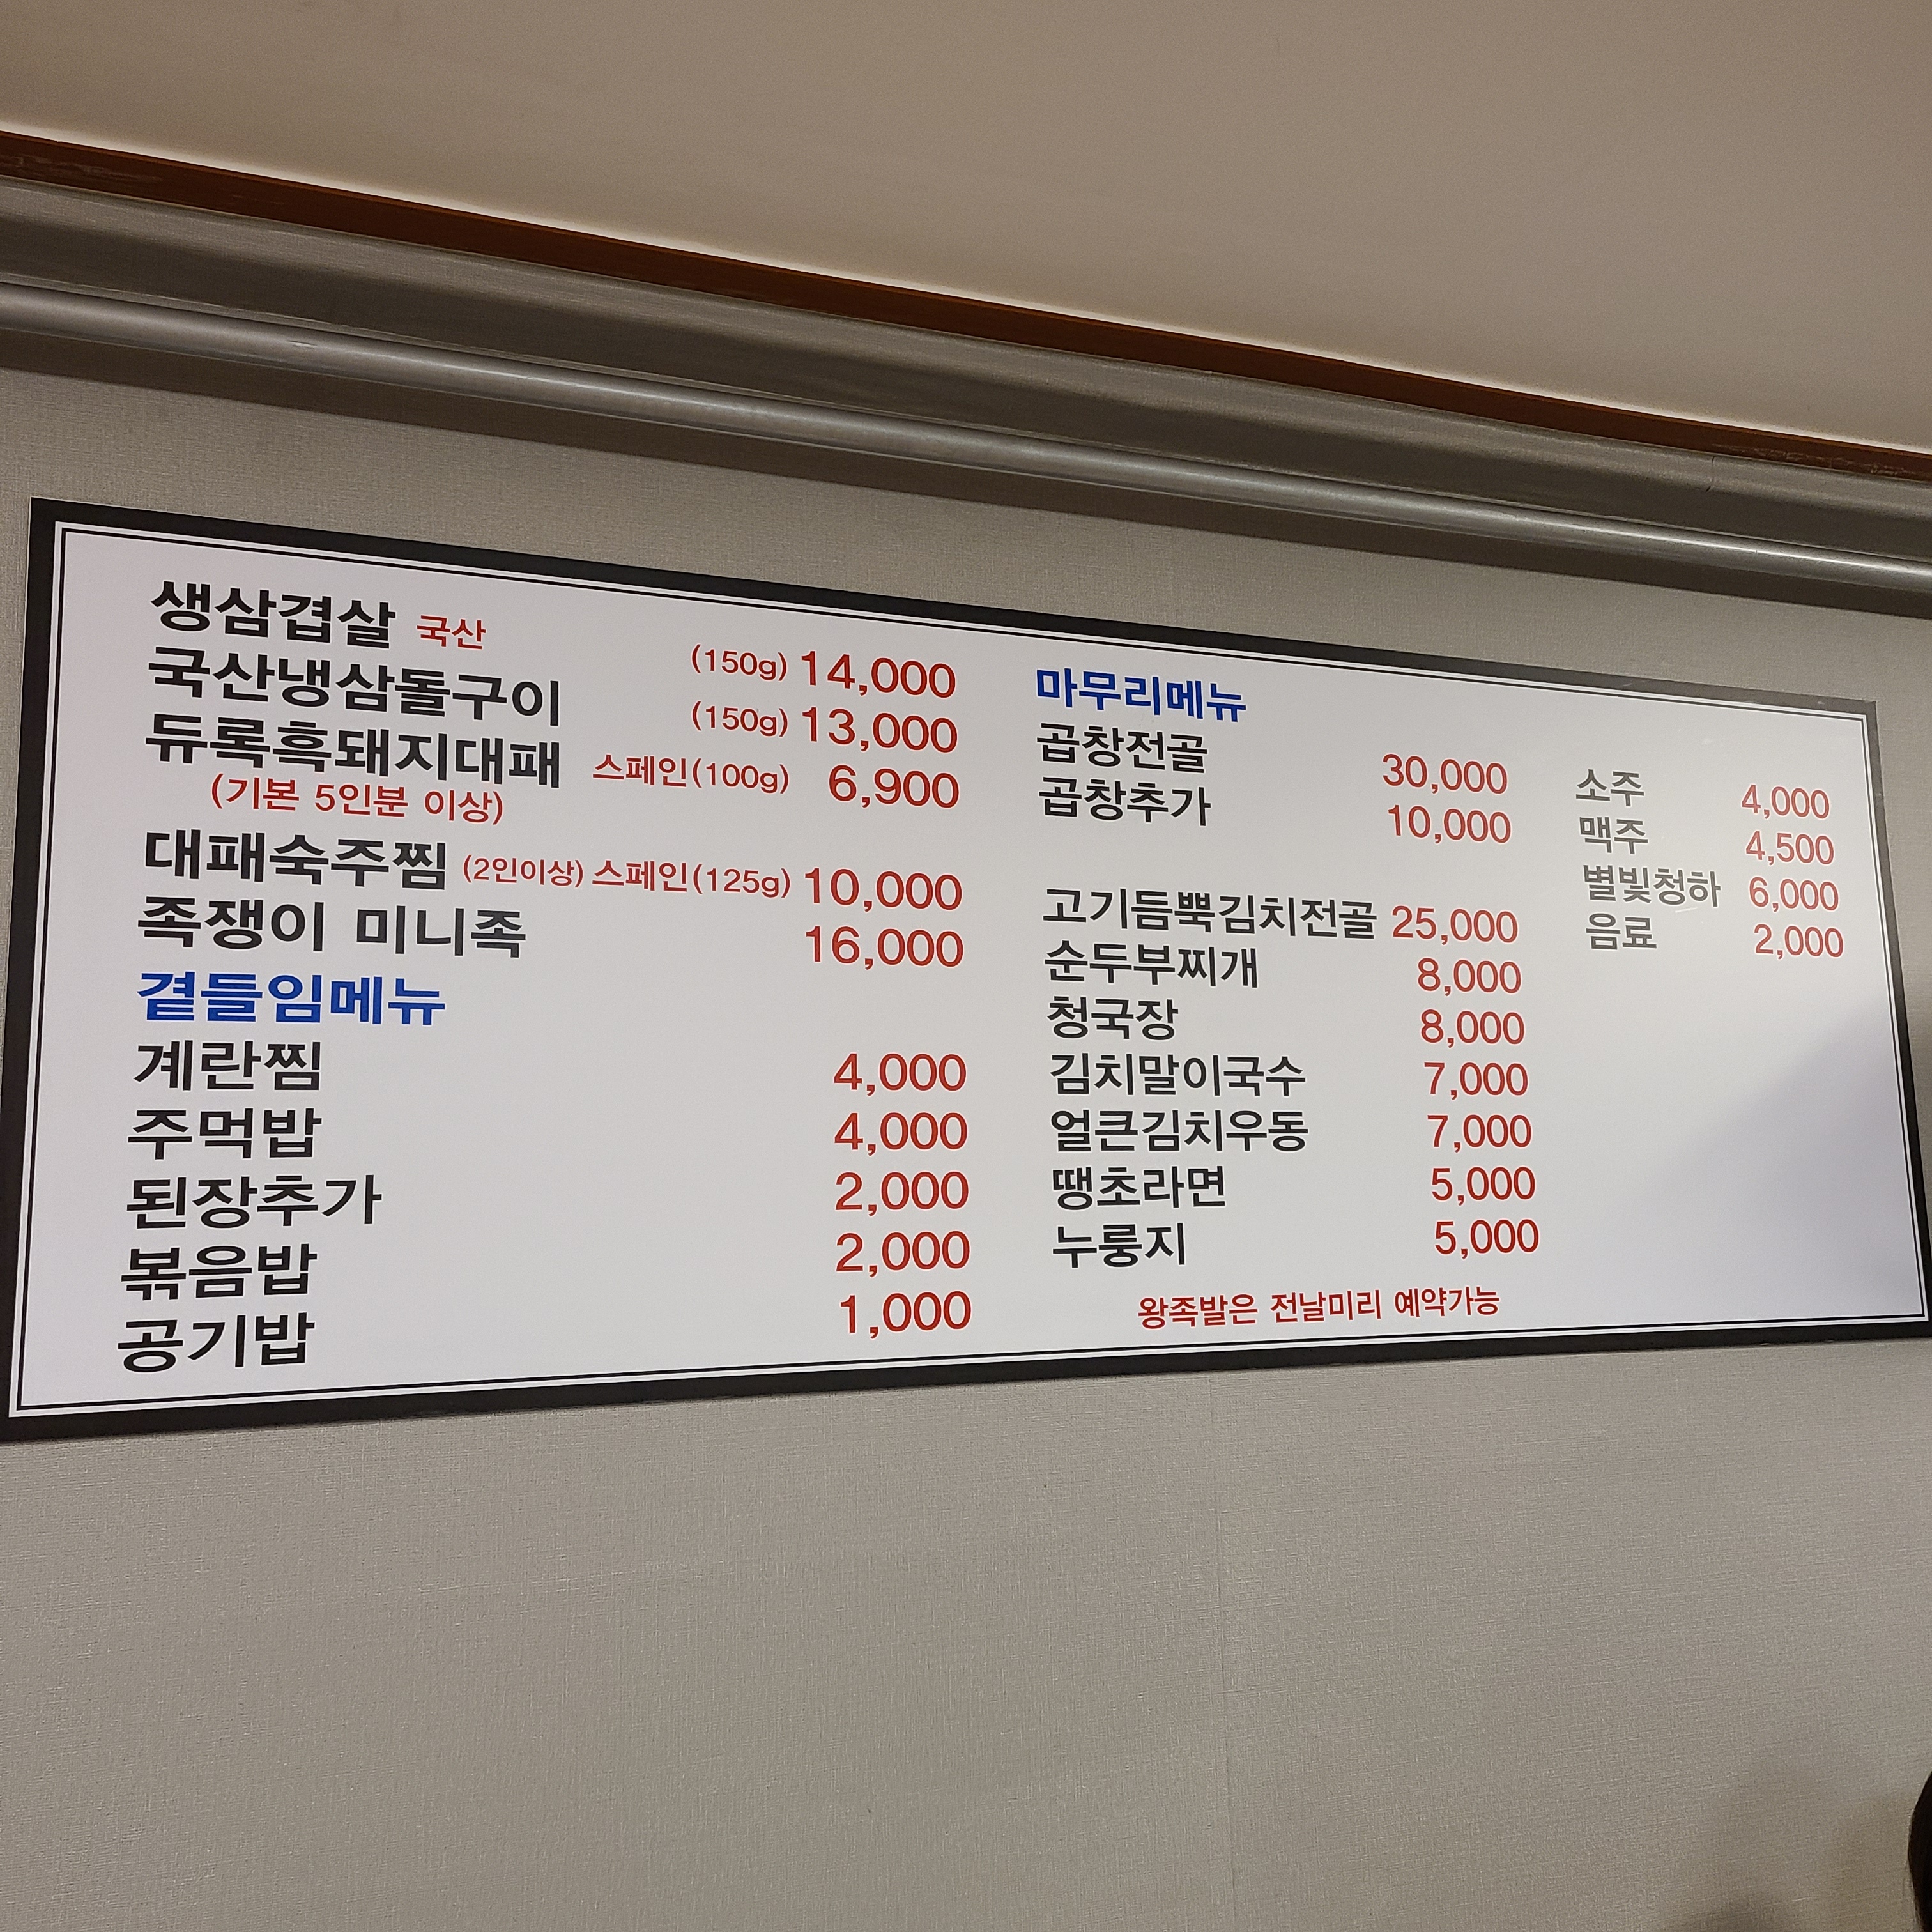 생삼겹살 국산 (150g) 14,000
국산냉삼돌구이 (150g) 13,000
듀록흑돼지대패 스페인(100g) 6,900
(기본 5인분 이상)
대패숙주찜 (2인이상) 스페인(125g) 10,000
족쟁이 미니족 16,000
곁들임메뉴
계란찜 4,000
주먹밥 4,000
된장추가 2,000
볶음밥 2,000
공기밥 1,000
마무리메뉴
곱창전골 30,000
곱창추가 10,000
고기듬뿍김치전골 25,000
순두부찌개 8,000
청국장 8,000
김치말이국수 7,000
얼큰김치우동 7,000
땡초라면 5,000
누룽지 5,000
왕족발은 전날미리 예약가능
소주 4,000
맥주 4,500
별빛청하 6,000
음료 2,000